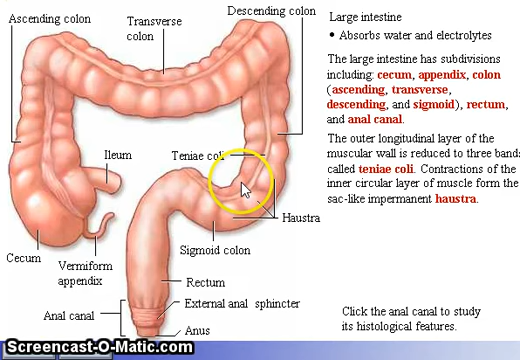 Ascending colon
Transverse
colon
Descending colon
Ileum
Teniae coli
Haustra
Sigmoid colon
Cecum
Vermiform
appendix
Rectum
External anal sphincter
Anal canal
Anus
Large intestine
• Absorbs water and electrolytes
The large intestine has subdivisions
including: cecum, appendix, colon
(ascending, transverse,
descending, and sigmoid), rectum,
and anal canal.
The outer longitudinal layer of the
muscular wall is reduced to three bands
called teniae coli. Contractions of the
inner circular layer of muscle form the
sac-like impermanent haustra.
Click the anal canal to study
its histological features.
Screencast-O-Matic.com